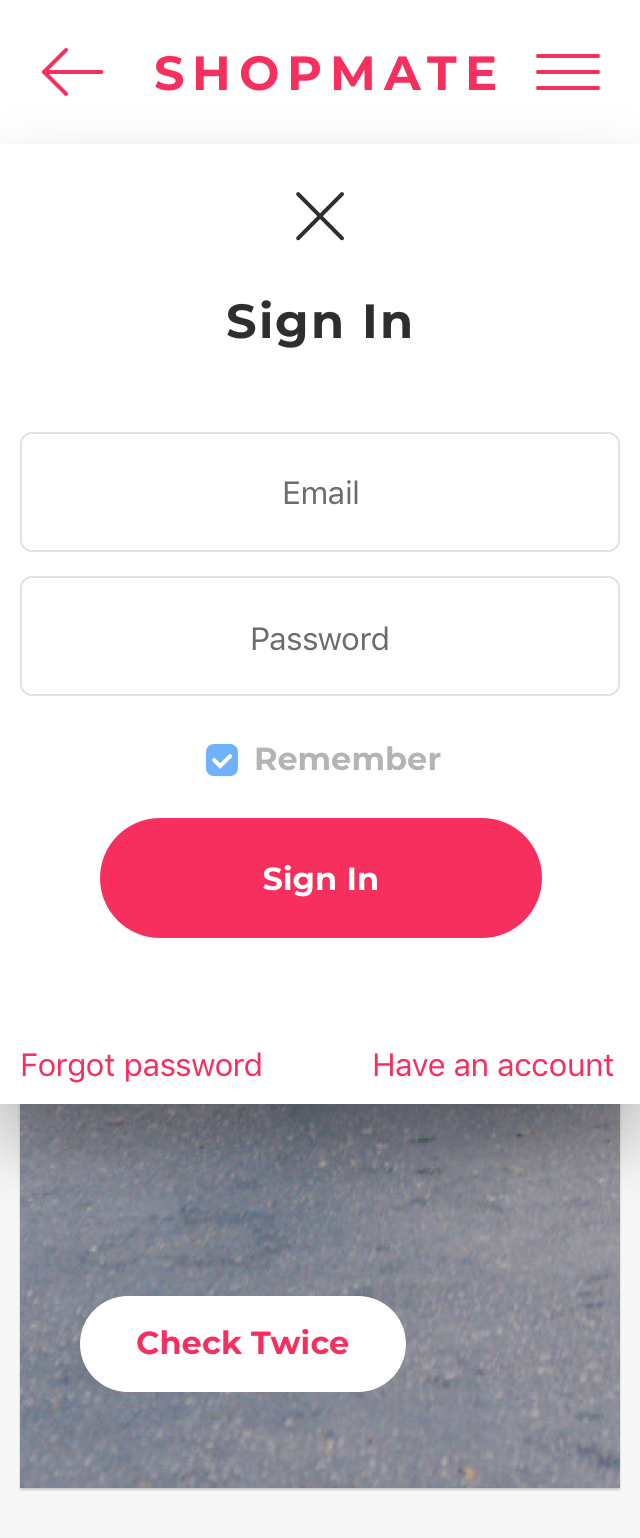 SHOPMATE
Sign In
Email
Password
Remember
Sign In
Forgot password
Have an account
Check Twice